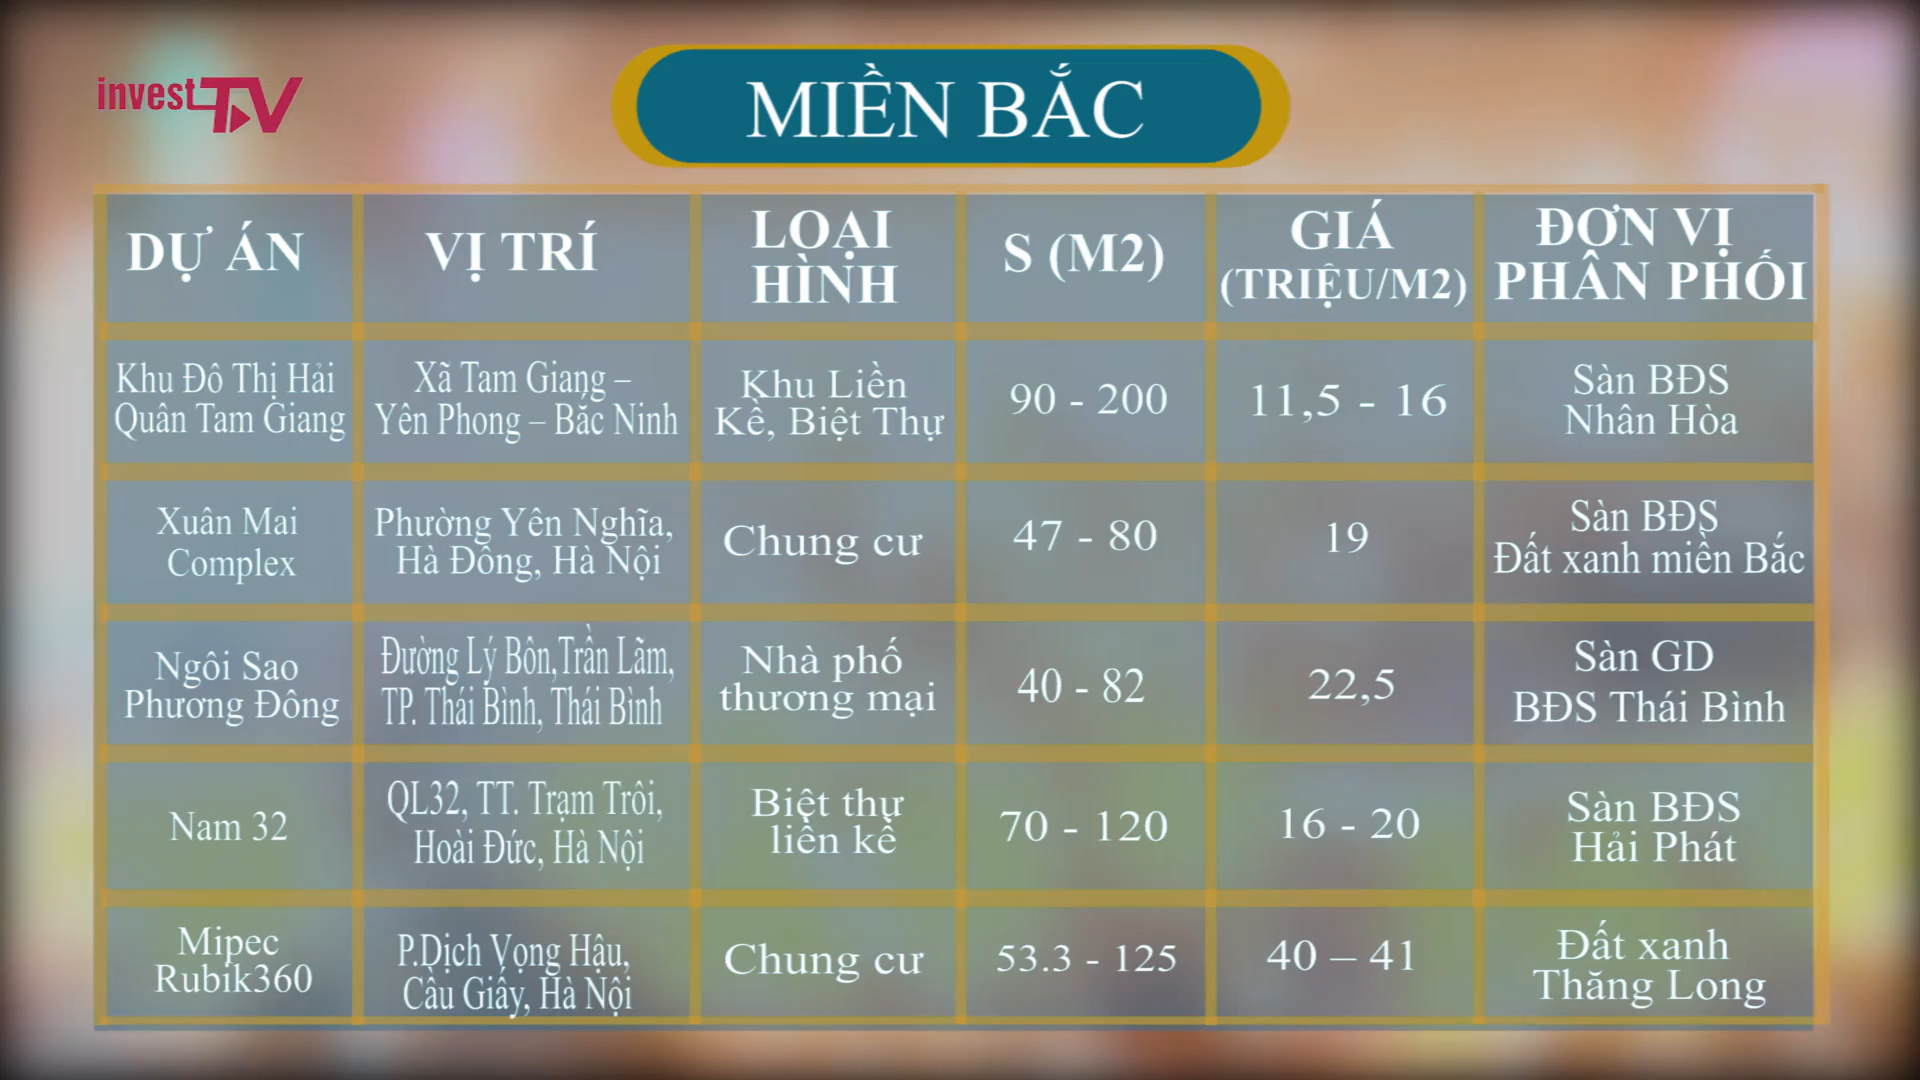 invest TV
MIỀN BẮC
DỰ ÁN
VỊ TRÍ
LOẠI
HÌNH
S (M2)
GIÁ
(TRIỆU/M2)
ĐƠN VỊ
PHÂN PHỐI
Khu Đô Thị Hải
Quân Tam Giang
Xã Tam Giang –
Yên Phong – Bắc Ninh
Khu Liền
Kề, Biệt Thự
90 - 200
11,5 - 16
Sàn BĐS
Nhân Hòa
Xuân Mai
Complex
Phường Yên Nghĩa,
Hà Đông, Hà Nội
Chung cư
47 - 80
19
Sàn BĐS
Đất xanh miền Bắc
Ngôi Sao
Phương Đông
Đường Lý Bôn,Trần Lãm,
TP. Thái Bình, Thái Bình
Nhà phố
thương mại
40 - 82
22,5
Sàn GD
BĐS Thái Bình
Nam 32
QL32, TT. Trạm Trôi,
Hoài Đức, Hà Nội
Biệt thự
liền kề
70 - 120
16 - 20
Sàn BĐS
Hải Phát
Mipec
Rubik360
P.Dịch Vọng Hậu,
Cầu Giấy, Hà Nội
Chung cư
53.3 - 125
40 – 41
Đất xanh
Thăng Long